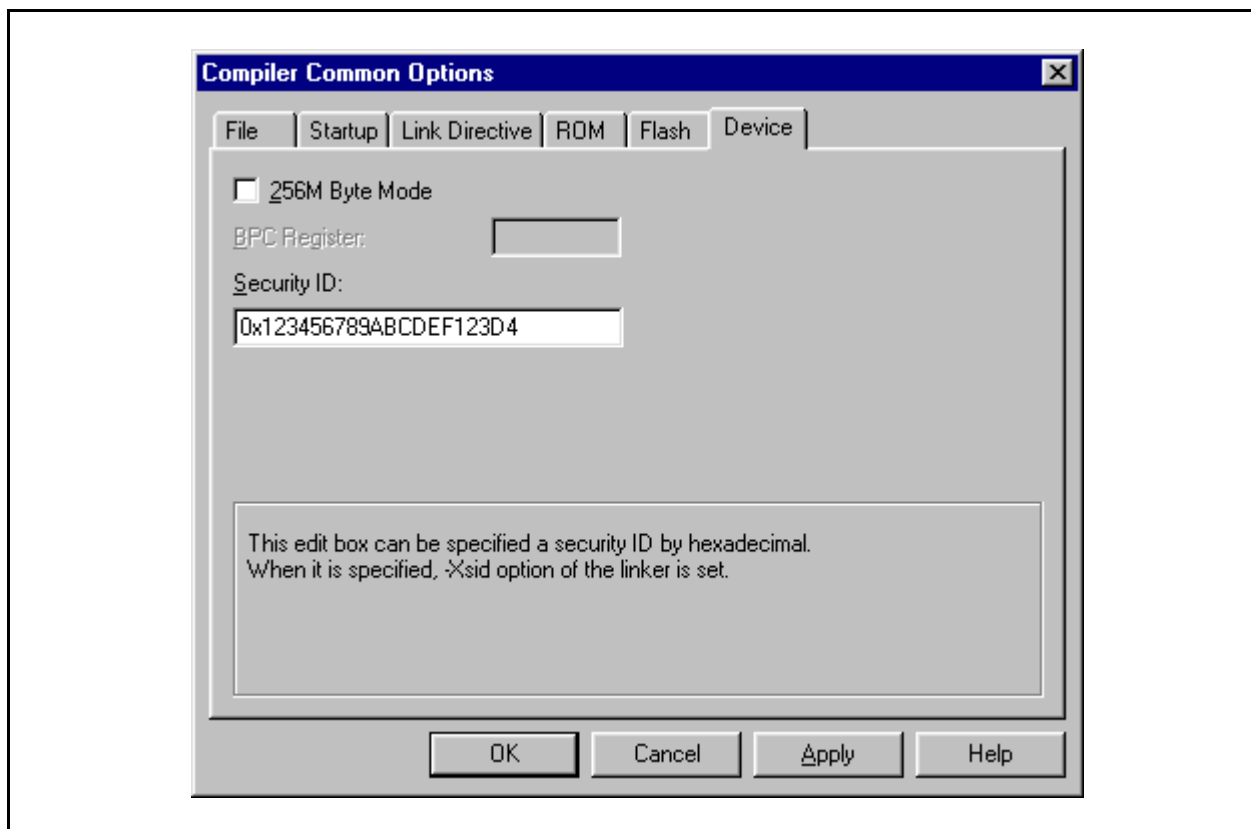 Compiler Common Options
File Startup Link Directive ROM Flash Device
256M Byte Mode
BPC Register:
Security ID:
0x123456789ABCDEF123D4
This edit box can be specified a security ID by hexadecimal.
When it is specified, -Xsid option of the linker is set.
OK Cancel Apply Help